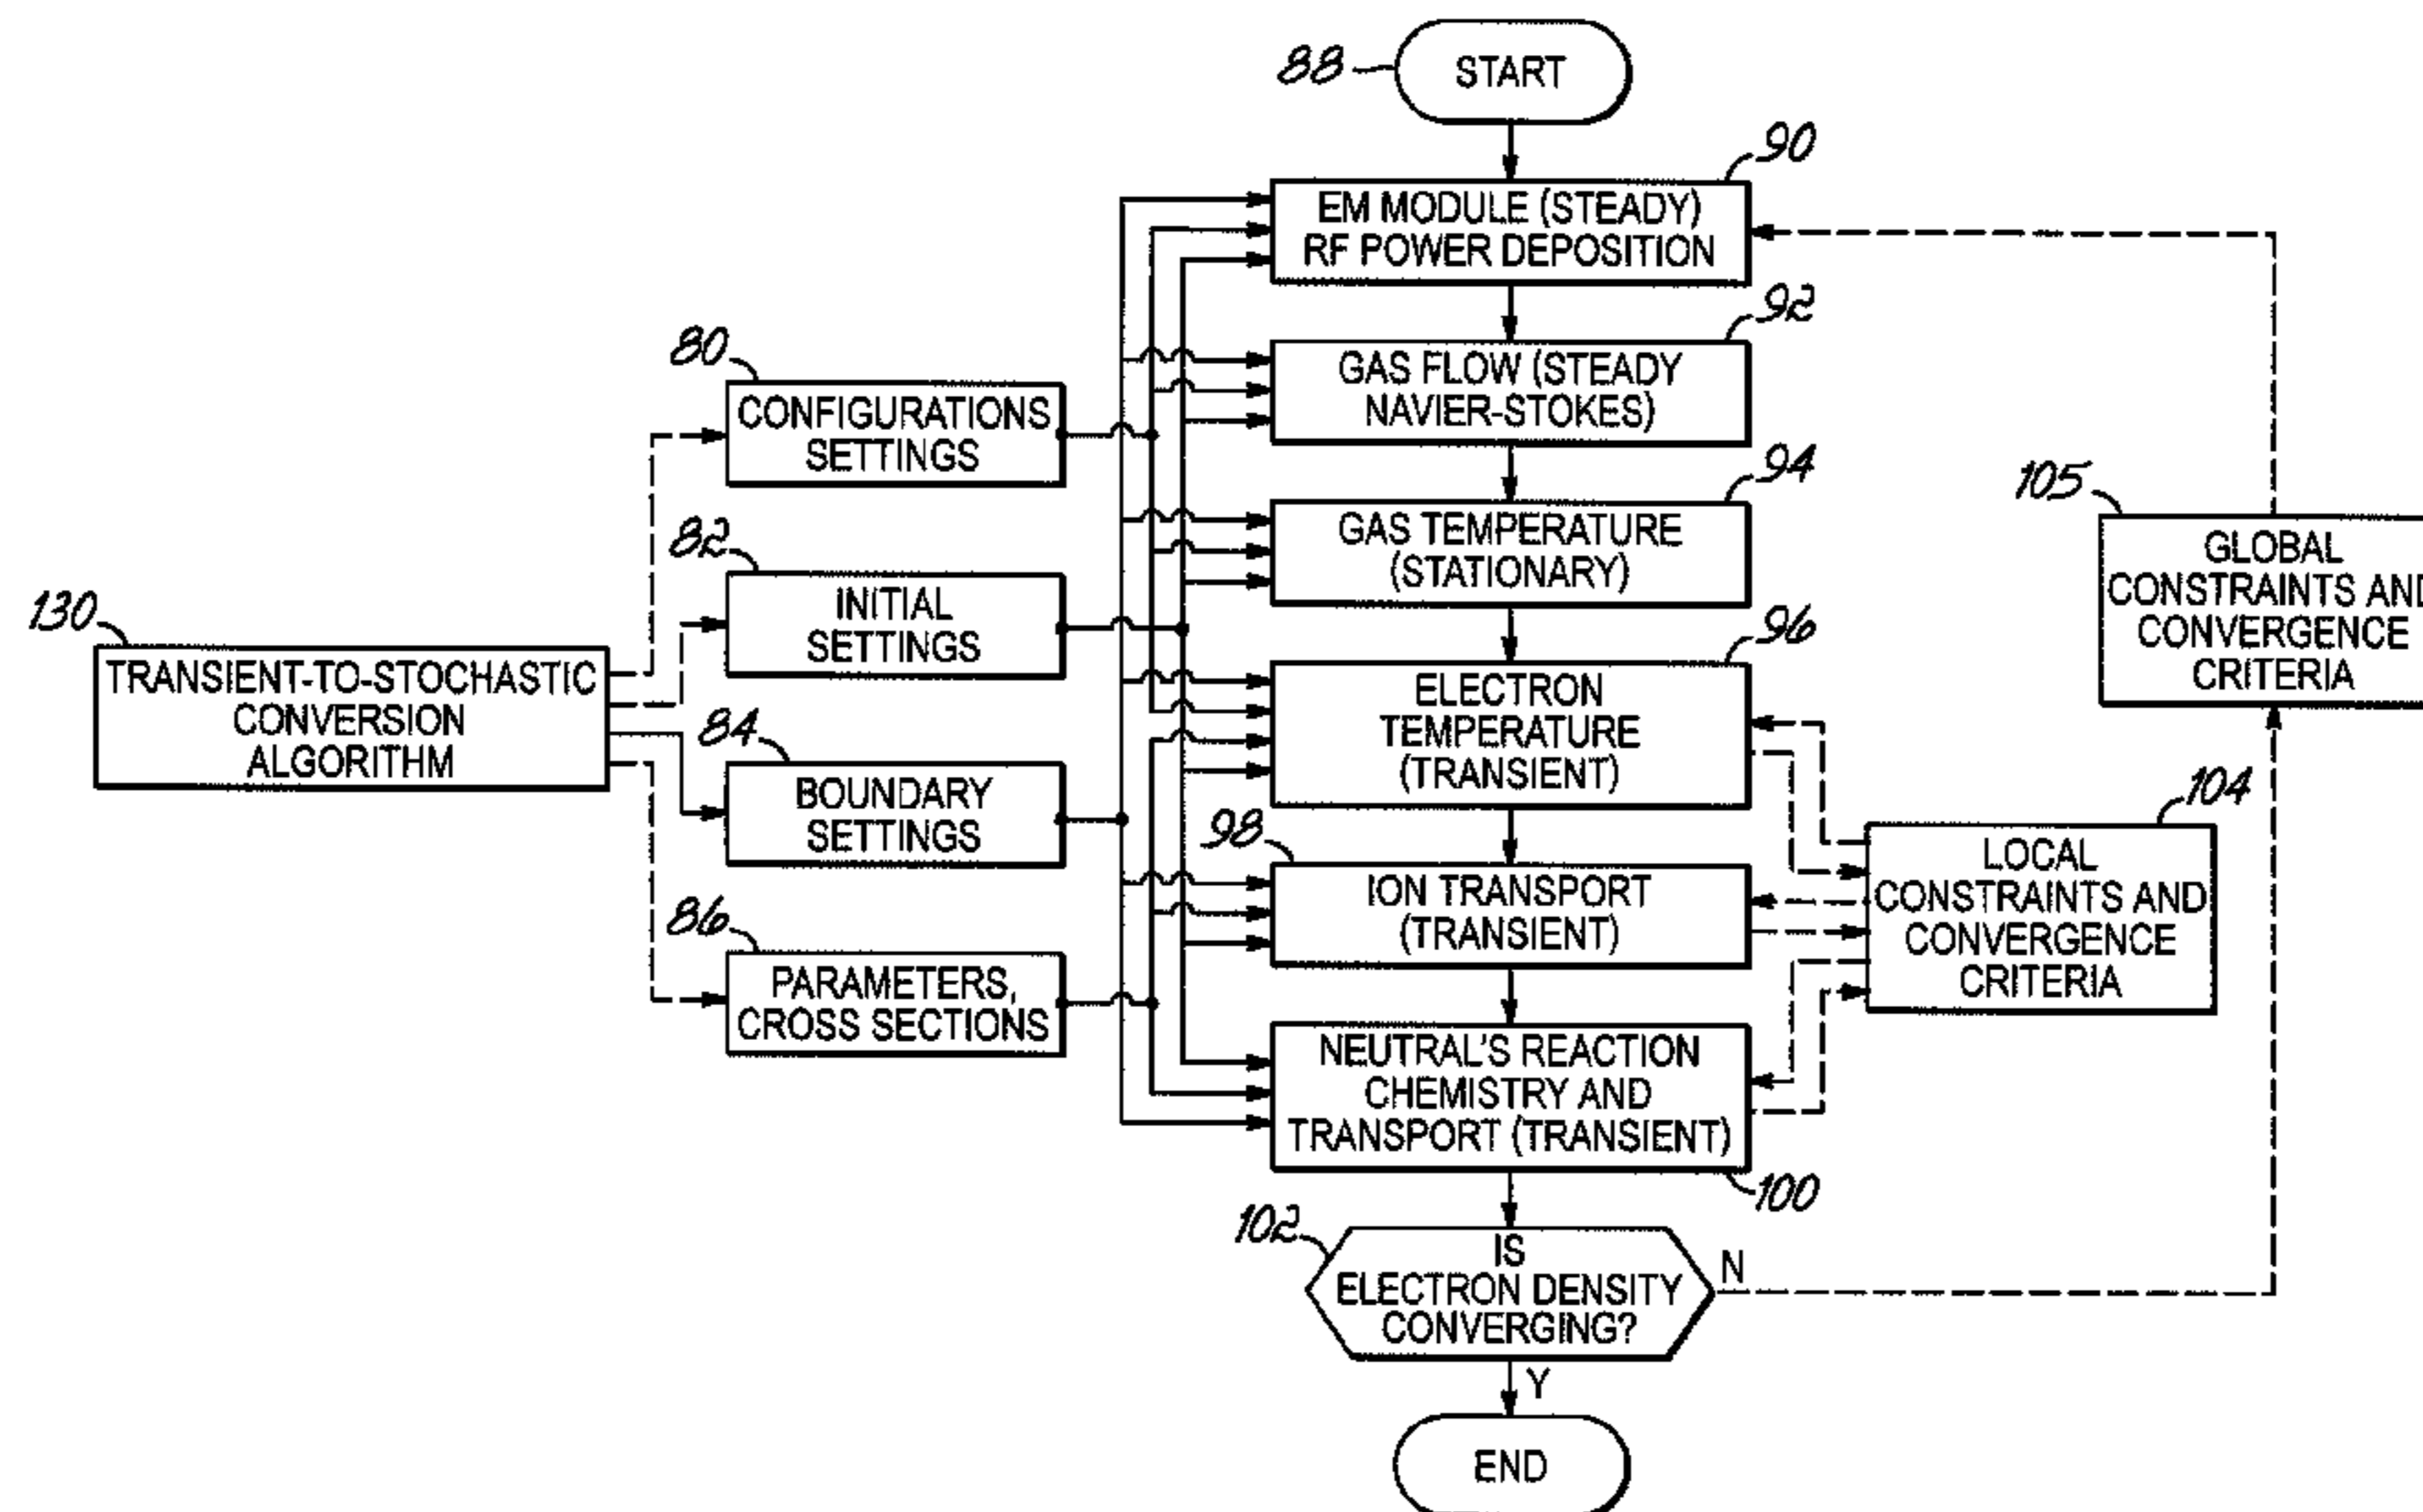 88
START
90
EM MODULE (STEADY)
RF POWER DEPOSITION
92
GAS FLOW (STEADY
NAVIER-STOKES)
80
CONFIGURATIONS
SETTINGS
94
GAS TEMPERATURE
(STATIONARY)
105
GLOBAL
CONSTRAINTS AND
CONVERGENCE
CRITERIA
82
INITIAL
SETTINGS
130
TRANSIENT-TO-STOCHASTIC
CONVERSION
ALGORITHM
96
ELECTRON
TEMPERATURE
(TRANSIENT)
84
BOUNDARY
SETTINGS
104
LOCAL
CONSTRAINTS AND
CONVERGENCE
CRITERIA
98
ION TRANSPORT
(TRANSIENT)
86
PARAMETERS,
CROSS SECTIONS
NEUTRAL'S REACTION
CHEMISTRY AND
TRANSPORT (TRANSIENT)
100
102
IS
ELECTRON DENSITY
CONVERGING?
N
Y
END